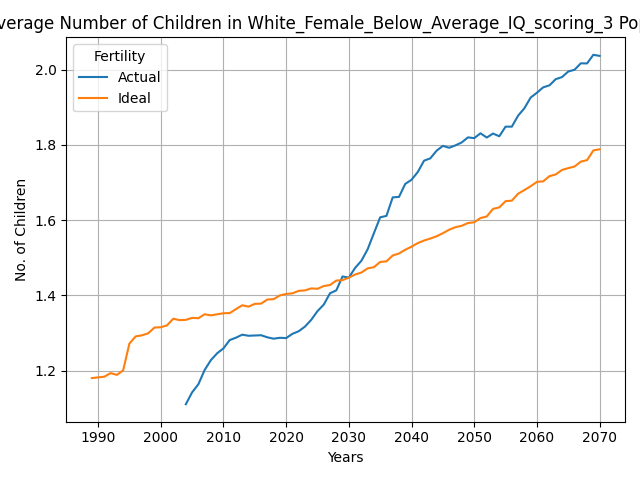 verage Number of Children in White_Female_Below_Average_IQ_scoring_3 Pop
Fertility
Actual
Ideal
No. of Children
2.0
1.8
1.6
1.4
1.2
1990 2000 2010 2020 2030 2040 2050 2060 2070
Years